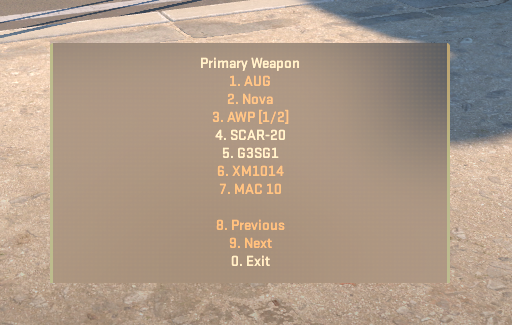 Primary Weapon
1. AUG
2. Nova
3. AWP [1/2]
4. SCAR-20
5. G3SG1
6. XM1014
7. MAC 10
8. Previous
9. Next
0. Exit